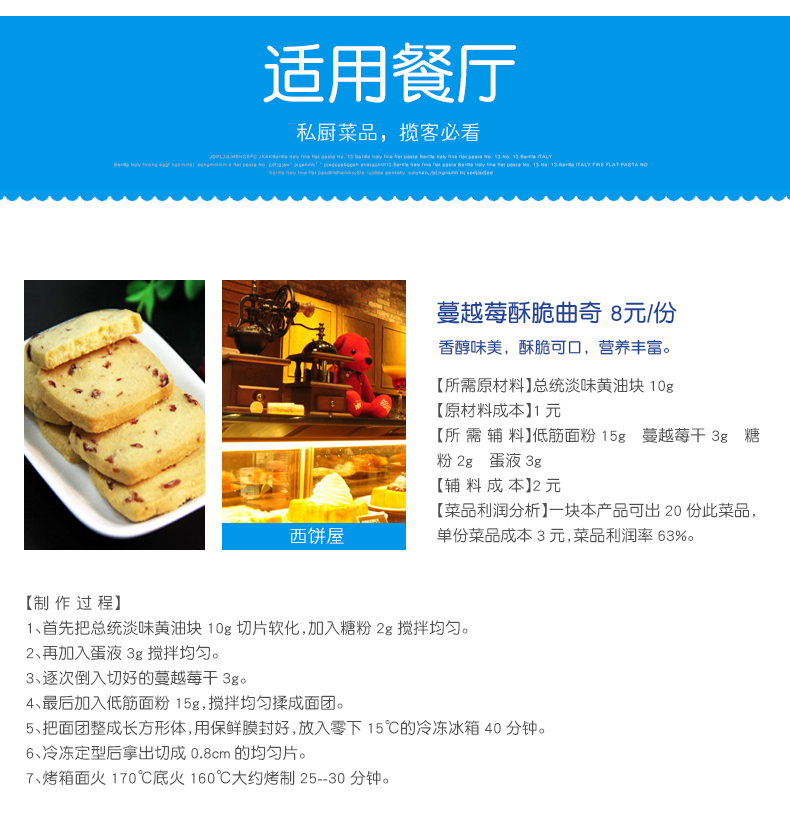 适用餐厅
私厨菜品，揽客必看
蔓越莓酥脆曲奇 8元/份
香醇味美，酥脆可口，营养丰富。
【所需原材料】总统淡味黄油块 10g
【原材料成本】1 元
【所 需 辅 料】低筋面粉 15g 蔓越莓干 3g 糖
粉 2g 蛋液 3g
【辅 料 成 本】2 元
【菜品利润分析】一块本产品可出 20 份此菜品，
单份菜品成本 3 元,菜品利润率 63%。
西饼屋
【制 作 过 程】
1、首先把总统淡味黄油块 10g 切片软化,加入糖粉 2g 搅拌均匀。
2、再加入蛋液 3g 搅拌均匀。
3、逐次倒入切好的蔓越莓干 3g。
4、最后加入低筋面粉 15g,搅拌均匀揉成面团。
5、把面团整成长方形体,用保鲜膜封好,放入零下 15℃的冷冻冰箱 40 分钟。
6、冷冻定型后拿出切成 0.8cm 的均匀片。
7、烤箱面火 170℃底火 160℃大约烤制 25--30 分钟。